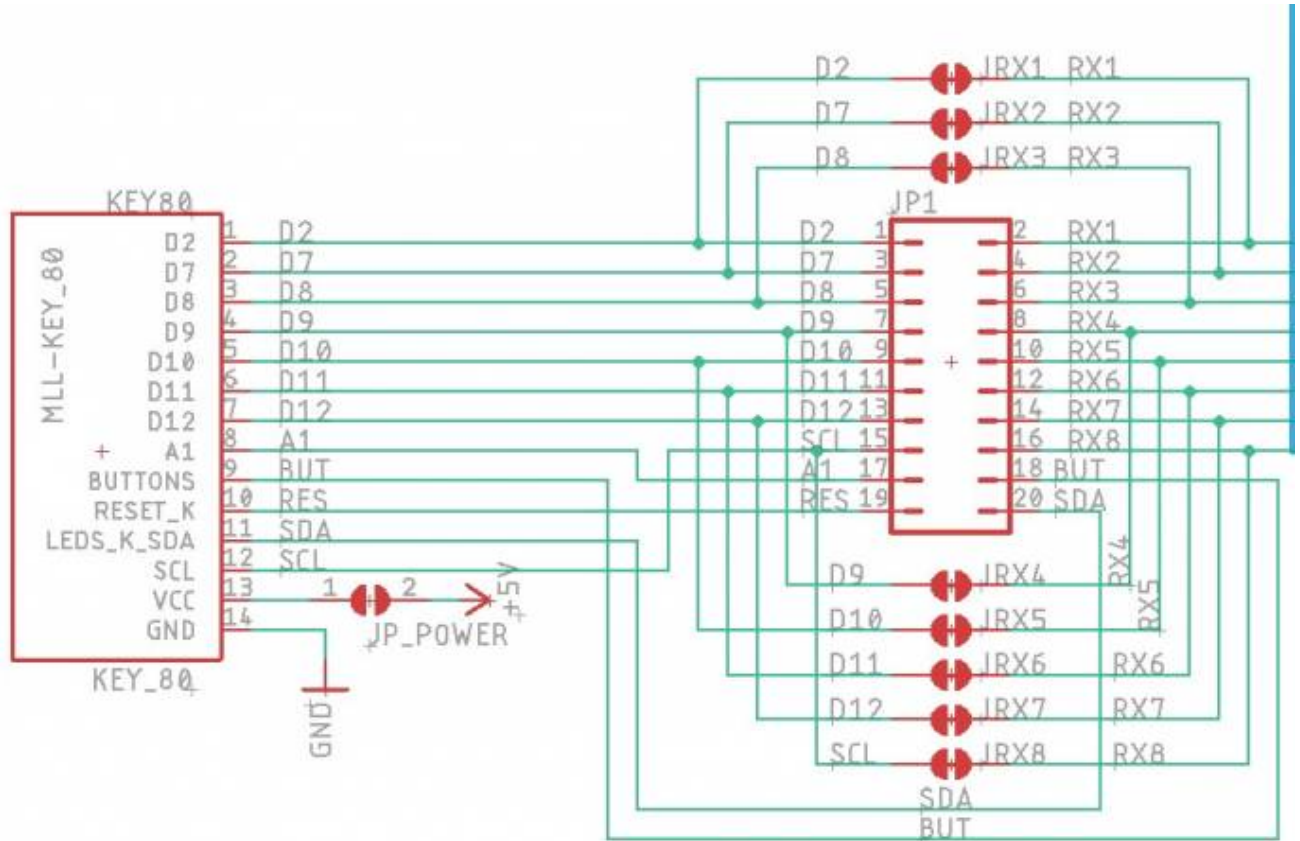 D2 JRX1 RX1
D7 JRX2 RX2
D8 JRX3 RX3
KEY80
JP1
MLL-KEY_80
D2 1 D2 D2 1 2 RX1
D7 2 D7 D7 3 4 RX2
D8 3 D8 D8 5 6 RX3
D9 4 D9 7 8 RX4
D10 5 D10 D10 9 10 RX5
D11 6 D11 D11 11 12 RX6
D12 7 D12 D12 13 14 RX7
A1 8 A1 SCL 15 16 RX8
BUTTONS 9 BUT A1 17 18 BUT
RESET_K 10 RES RES 19 20 SDA
LEDS_K_SDA 11 SDA
SCL 12 SCL
VCC 13 1 2 +5V
GND 14 JP_POWER
KEY_80
GND
D9 JRX4 RX4
D10 JRX5 RX5
D11 JRX6 RX6
D12 JRX7 RX7
SCL JRX8 RX8
SDA
BUT